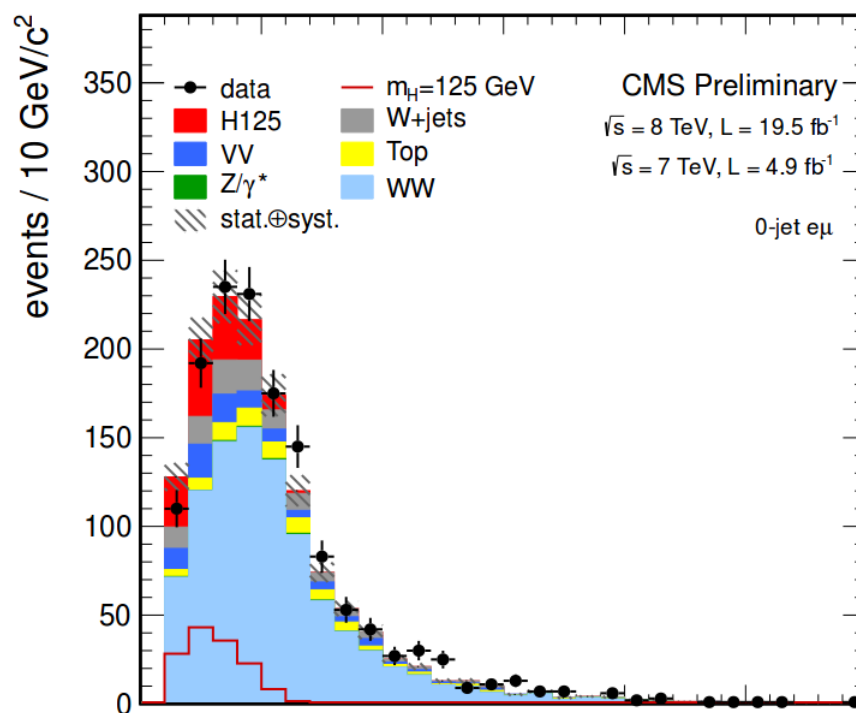 events / 10 GeV/c²
350
300
250
200
150
100
50
0
data
H125
VV
Z/γ*
stat.⊕syst.
m_H=125 GeV
W+jets
Top
WW
CMS Preliminary
√s = 8 TeV, L = 19.5 fb⁻¹
√s = 7 TeV, L = 4.9 fb⁻¹
0-jet eμ